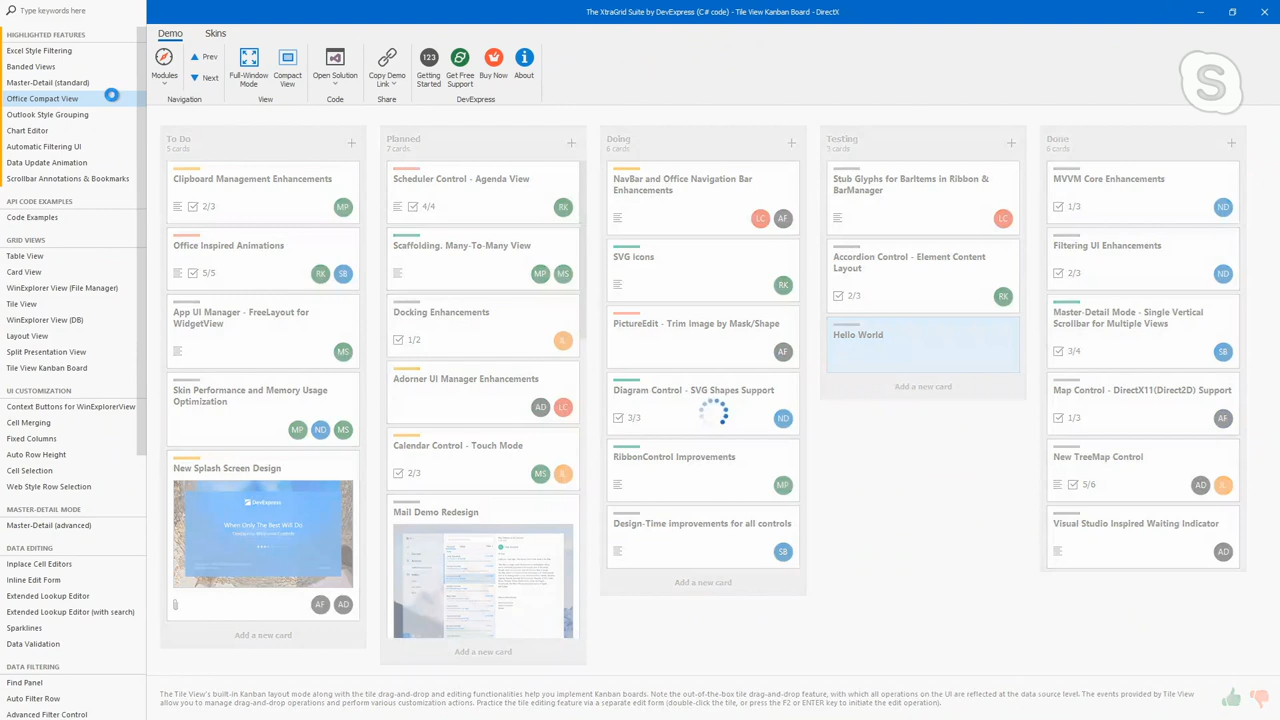 Type keywords here
The XtraGrid Suite by DevExpress (C# code) - Tile View Kanban Board - DirectX
HIGHLIGHTED FEATURES
Excel Style Filtering
Banded Views
Master-Detail (standard)
Office Compact View
Outlook Style Grouping
Chart Editor
Automatic Filtering UI
Data Update Animation
Scrollbar Annotations & Bookmarks
API CODE EXAMPLES
Code Examples
GRID VIEWS
Table View
Card View
WinExplorer View (File Manager)
Tile View
WinExplorer View (DB)
Layout View
Split Presentation View
Tile View Kanban Board
UI CUSTOMIZATION
Context Buttons for WinExplorerView
Cell Merging
Fixed Columns
Auto Row Height
Cell Selection
Web Style Row Selection
MASTER-DETAIL MODE
Master-Detail (advanced)
DATA EDITING
Inplace Cell Editors
Inline Edit Form
Extended Lookup Editor
Extended Lookup Editor (with search)
Sparklines
Data Validation
DATA FILTERING
Find Panel
Auto Filter Row
Advanced Filter Control
Demo
Skins
Modules
Prev
Next
Navigation
Full-Window
Mode
Compact
View
View
Open Solution
Code
Copy Demo
Link
Share
123
Getting
Started
Get Free
Support
Buy Now
About
DevExpress
To Do
5 cards
Clipboard Management Enhancements
2/3
MP
Office Inspired Animations
5/5
RK
SB
App UI Manager - FreeLayout for
WidgetView
MS
Skin Performance and Memory Usage
Optimization
MP
ND
MS
New Splash Screen Design
DevExpress
When Only The Best Will Do.
AF
AD
Add a new card
Planned
7 cards
Scheduler Control - Agenda View
4/4
RK
Scaffolding. Many-To-Many View
MP
MS
Docking Enhancements
1/2
IL
Adorner UI Manager Enhancements
AD
LC
Calendar Control - Touch Mode
2/3
MS
IL
Mail Demo Redesign
Add a new card
Doing
6 cards
NavBar and Office Navigation Bar
Enhancements
LC
AF
SVG icons
RK
PictureEdit - Trim Image by Mask/Shape
AF
Diagram Control - SVG Shapes Support
3/3
ND
RibbonControl Improvements
MP
Design-Time improvements for all controls
SB
Add a new card
Testing
3 cards
Stub Glyphs for BarItems in Ribbon &
BarManager
LC
Accordion Control - Element Content
Layout
2/3
RK
Hello World
Add a new card
Done
6 cards
MVVM Core Enhancements
1/3
ND
Filtering UI Enhancements
2/3
ND
Master-Detail Mode - Single Vertical
Scrollbar for Multiple Views
3/4
SB
Map Control - DirectX11(Direct2D) Support
1/3
AF
New TreeMap Control
5/6
AD
IL
Visual Studio Inspired Waiting Indicator
AD
The Tile View's built-in Kanban layout mode along with the tile drag-and-drop and editing functionalities help you implement Kanban boards. Note the out-of-the-box tile drag-and-drop feature, with which all operations on the UI are reflected at the data source level. The events provided by Tile View
allow you to manage drag-and-drop operations and perform various customization actions. Practice the tile editing feature via a separate edit form (double-click the tile, or press the F2 or ENTER key to initiate the edit operation).